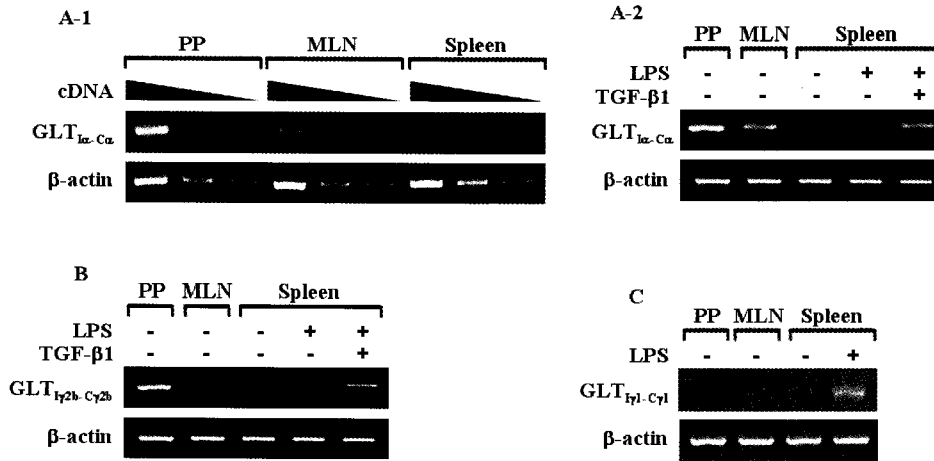 A-1
PP MLN Spleen
cDNA
GLTIα-Cα
β-actin
A-2
PP MLN Spleen
LPS - - - + +
TGF-β1 - - - - +
GLTIα-Cα
β-actin
B
PP MLN Spleen
LPS - - - + +
TGF-β1 - - - - +
GLTIγ2b-Cγ2b
β-actin
C
PP MLN Spleen
LPS - - - +
GLTIγ1-Cγ1
β-actin